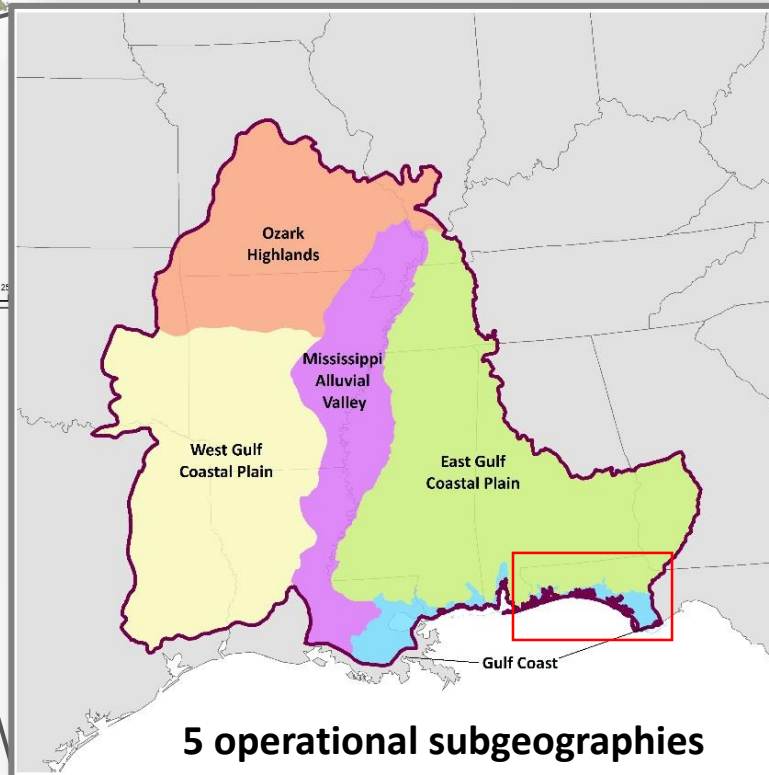 Ozark
Highlands
Mississippi
Alluvial
Valley
West Gulf
Coastal Plain
East Gulf
Coastal Plain
Gulf Coast
5 operational subgeographies